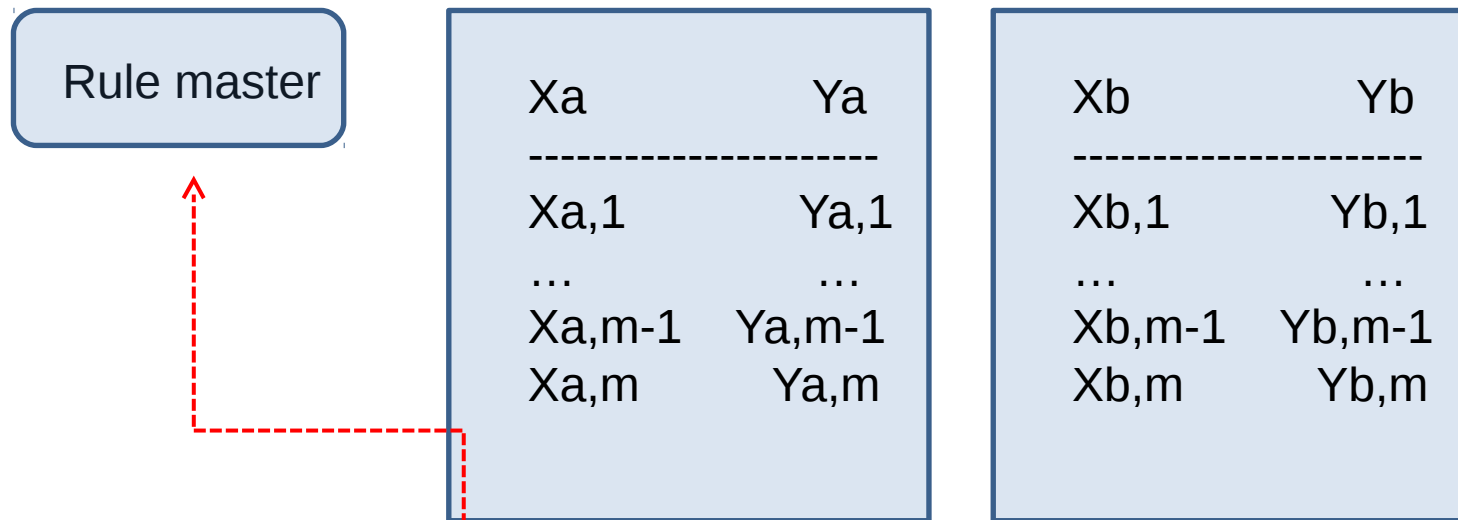 Rule master
Xa Ya
----------------------
Xa,1 Ya,1
… …
Xa,m-1 Ya,m-1
Xa,m Ya,m
Xb Yb
----------------------
Xb,1 Yb,1
… …
Xb,m-1 Yb,m-1
Xb,m Yb,m